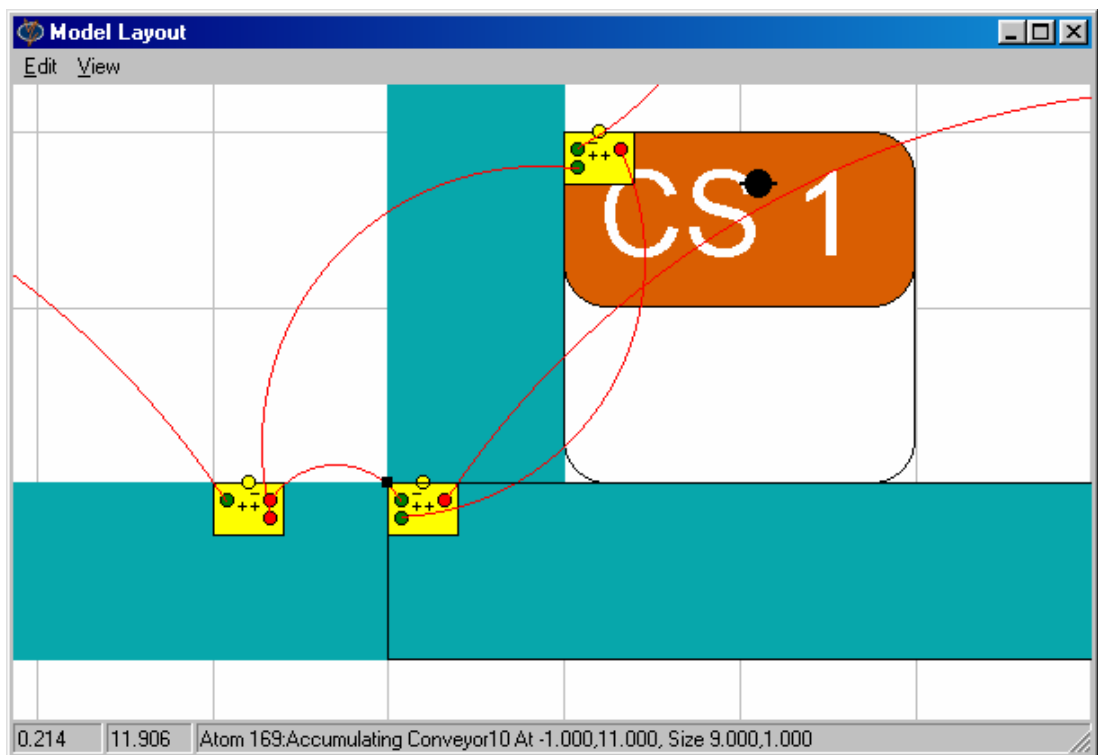 Model Layout
Edit View
CS 1
0.214 11.906 Atom 169:Accumulating Conveyor10 At -1.000,11.000, Size 9.000,1.000